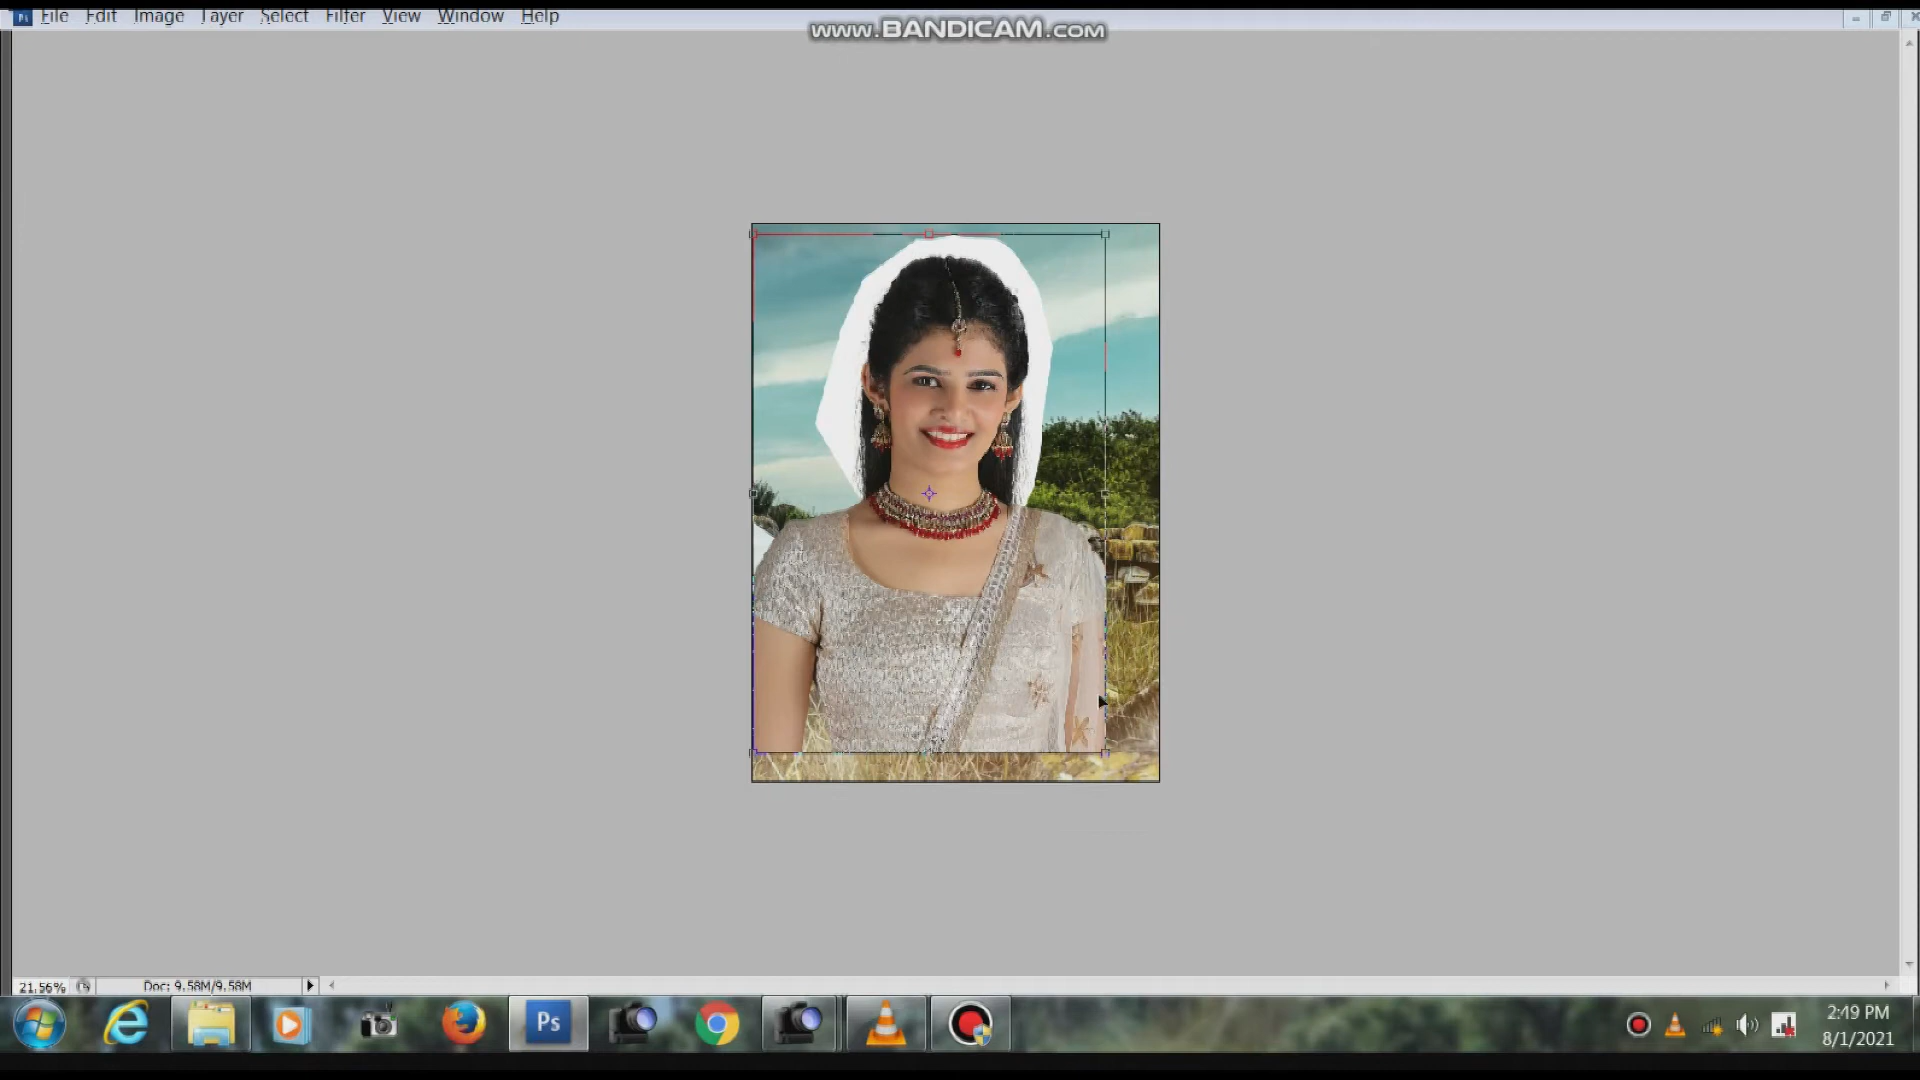 File Edit Image Layer Select Filter View Window Help
www.BANDICAM.com
21.56%
Doc: 9.58M/9.58M
Ps
2:49 PM
8/1/2021